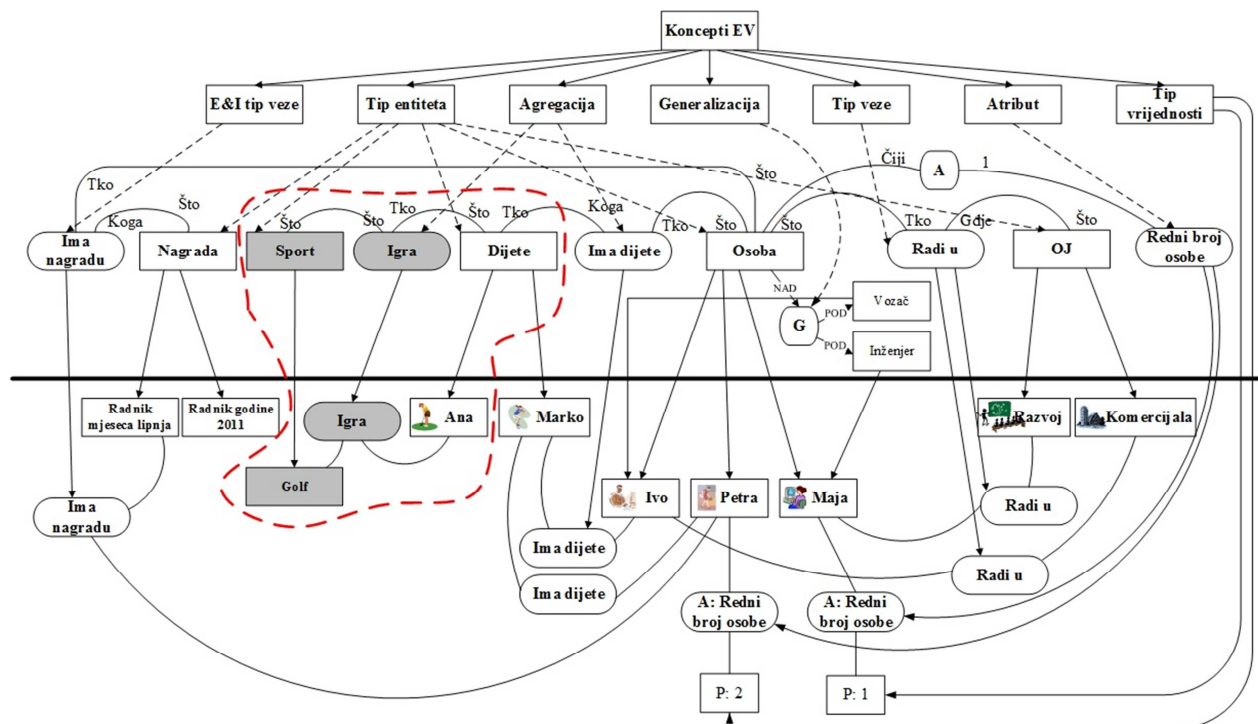 Koncepti EV
E&I tip veze
Tip entiteta
Agregacija
Generalizacija
Tip veze
Atribut
Tip
vrijednosti
Čiji
A
1
Tko
Koga
Što
Što
Što
Tko
Što
Tko
Koga
Tko
Što
Što
Što
Tko
Gdje
Što
Ima
nagradu
Nagrada
Sport
Igra
Dijete
Ima dijete
Osoba
Radi u
OJ
Redni broj
osobe
NAD
G
POD
POD
Vozač
Inženjer
Radnik
mjeseca lipnja
Radnik godine
2011
Igra
Ana
Marko
Razvoj
Komercijala
Golf
Ima
nagradu
Ivo
Petra
Maja
Radi u
Ima dijete
Ima dijete
Radi u
A: Redni
broj osobe
A: Redni
broj osobe
P: 2
P: 1